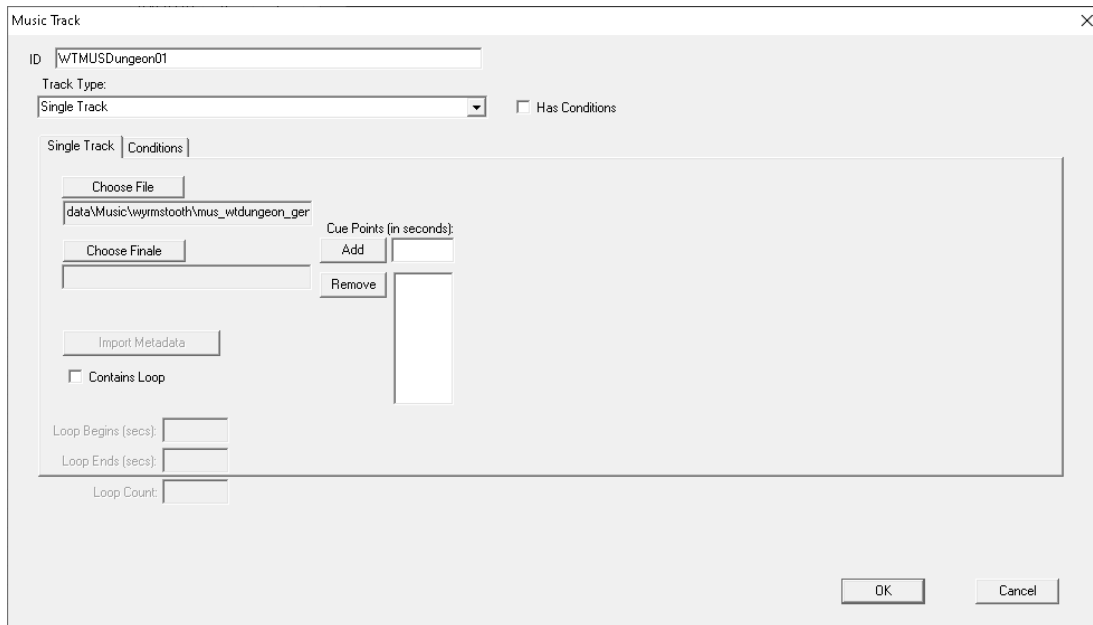 Music Track
ID WTMUSDungeon01
Track Type:
Single Track
Has Conditions
Single Track Conditions
Choose File
data\Music\wyrmstooth\mus_wtdungeon_ger
Cue Points (in seconds):
Choose Finale Add
Remove
Import Metadata
Contains Loop
Loop Begins (secs):
Loop Ends (secs):
Loop Count:
OK Cancel